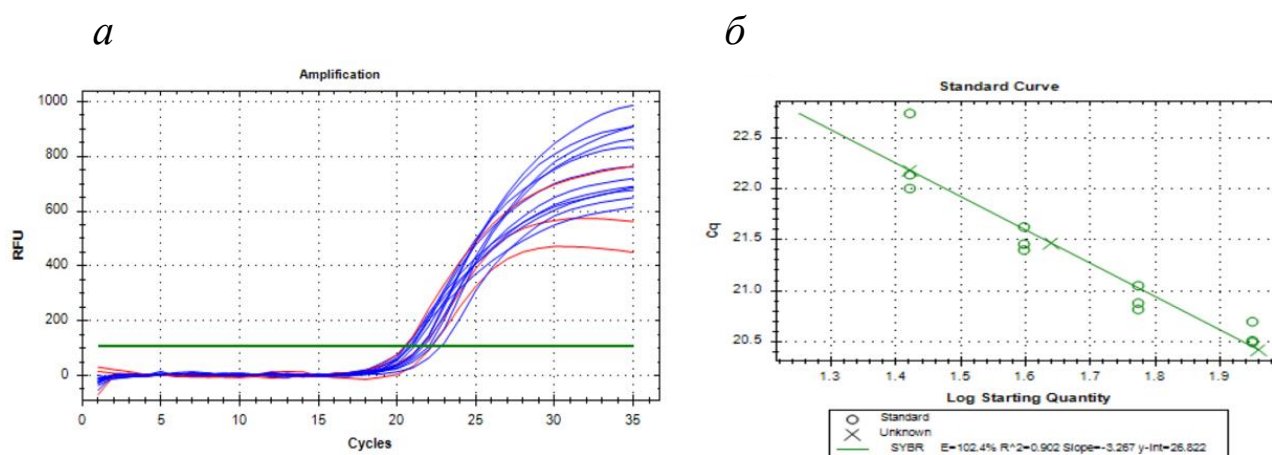 а
б
Amplification
1000
800
600
400
200
0
RFU
0 5 10 15 20 25 30 35
Cycles
Standard Curve
22.5
22.0
21.5
21.0
20.5
Cq
1.3 1.4 1.5 1.6 1.7 1.8 1.9
Log Starting Quantity
Standard
Unknown
SYBR E=102.4% R^2=0.902 Slope=-3.267 y-int=26.822